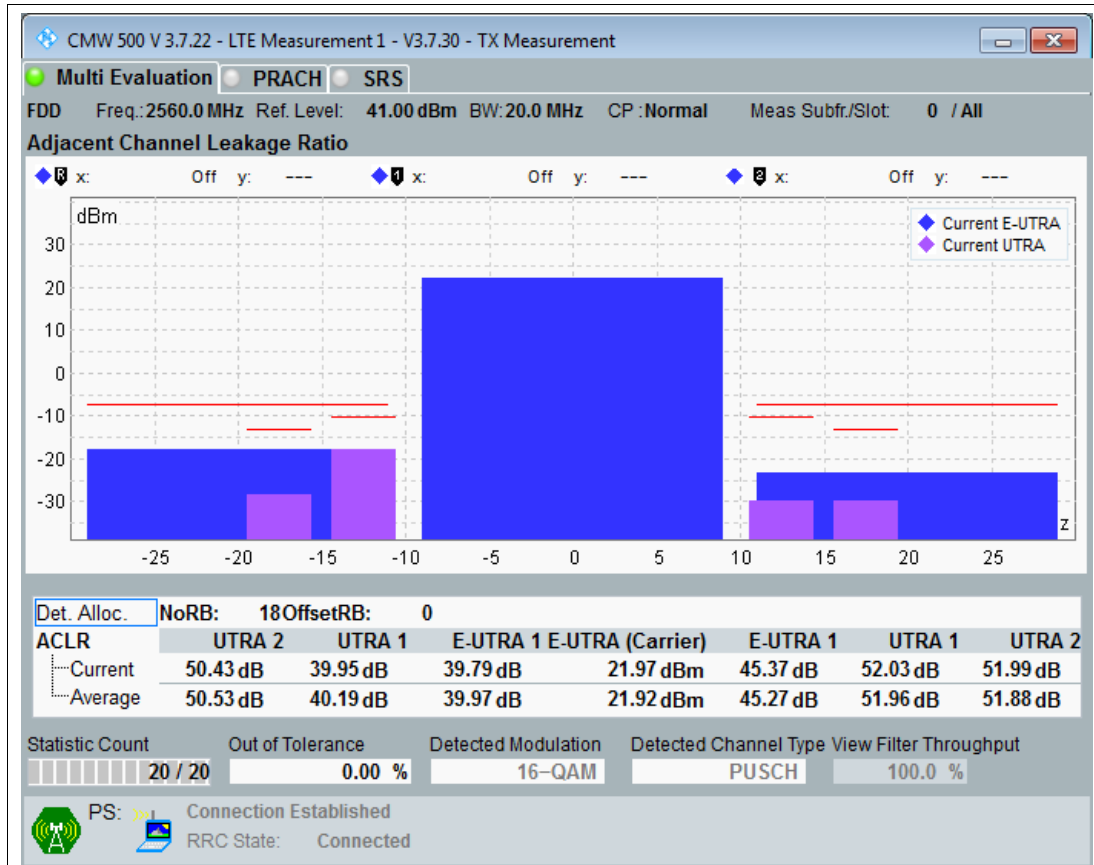 CMW 500 V 3.7.22 - LTE Measurement 1 - V3.7.30 - TX Measurement
Multi Evaluation PRACH SRS
FDD Freq.: 2560.0 MHz Ref. Level: 41.00 dBm BW: 20.0 MHz CP : Normal Meas Subfr./Slot: 0 / All
Adjacent Channel Leakage Ratio
R x: Off y: --- 1 x: Off y: --- 2 x: Off y: ---
dBm
Current E-UTRA
Current UTRA
30
20
10
0
-10
-20
-30
z
-25 -20 -15 -10 -5 0 5 10 15 20 25
Det. Alloc. NoRB: 18 OffsetRB: 0
ACLR UTRA 2 UTRA 1 E-UTRA 1 E-UTRA (Carrier) E-UTRA 1 UTRA 1 UTRA 2
Current 50.43 dB 39.95 dB 39.79 dB 21.97 dBm 45.37 dB 52.03 dB 51.99 dB
Average 50.53 dB 40.19 dB 39.97 dB 21.92 dBm 45.27 dB 51.96 dB 51.88 dB
Statistic Count Out of Tolerance Detected Modulation Detected Channel Type View Filter Throughput
20 / 20 0.00 % 16-QAM PUSCH 100.0 %
PS: Connection Established
RRC State: Connected